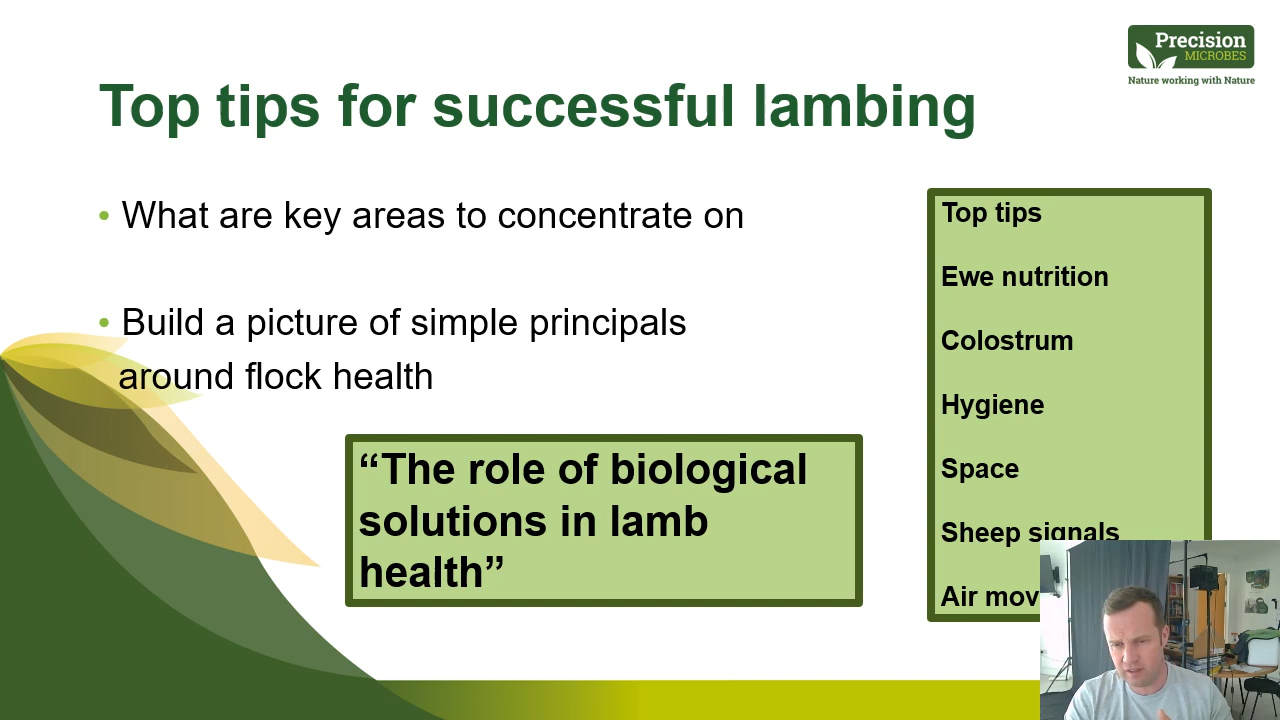 Precision
MICROBES
Nature working with Nature
Top tips for successful lambing
• What are key areas to concentrate on
• Build a picture of simple principals
around flock health
“The role of biological
solutions in lamb
health”
Top tips
Ewe nutrition
Colostrum
Hygiene
Space
Sheep signals
Air mov